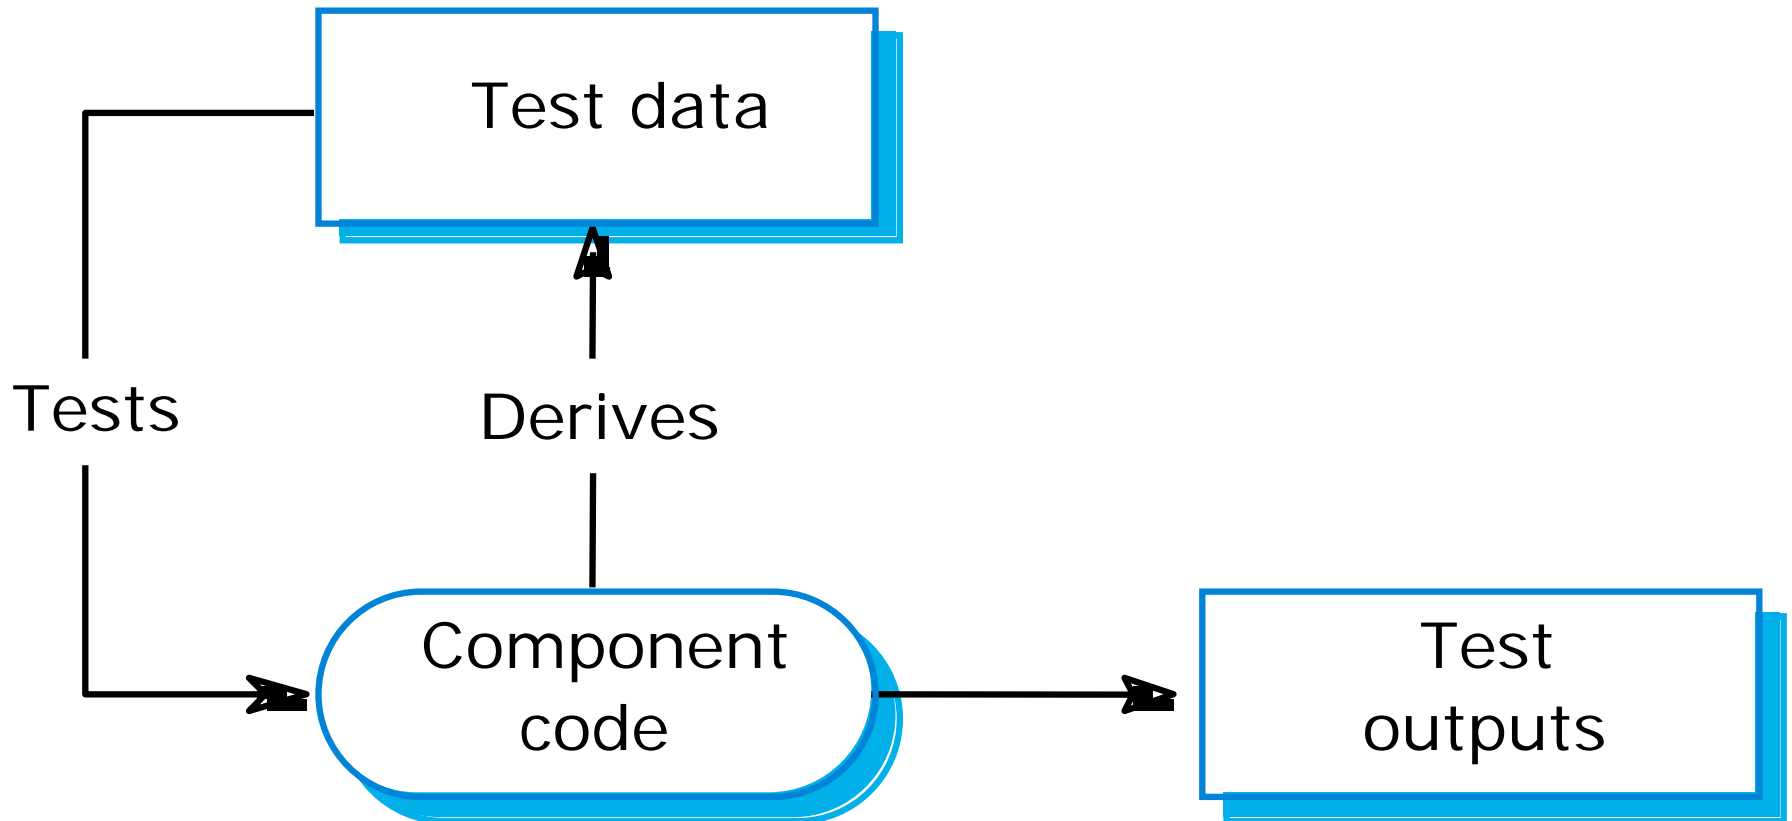 Test data
Tests
Derives
Component
code
Test
outputs